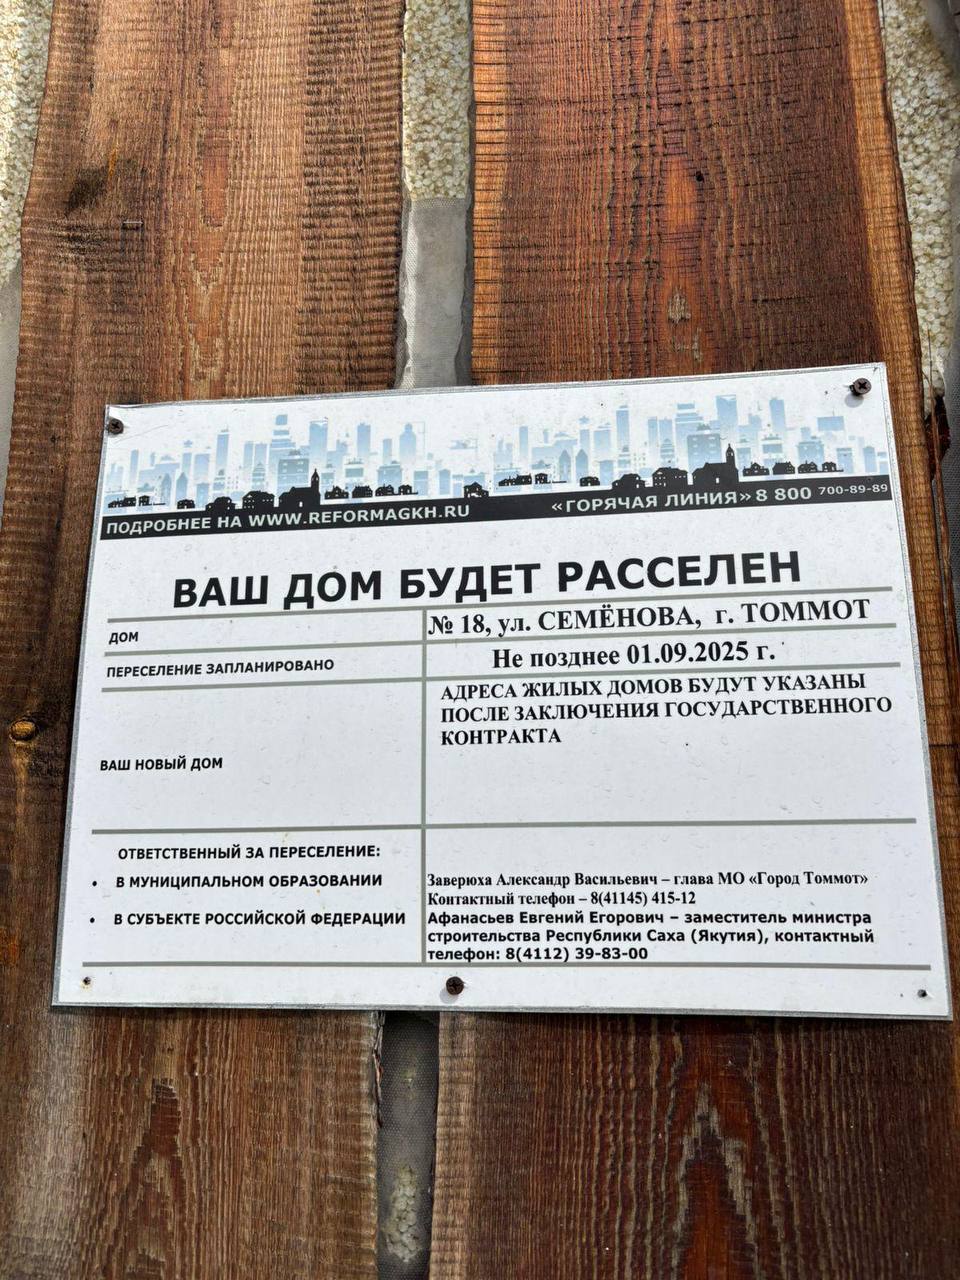 ПОДРОБНЕЕ НА WWW.REFORMAGKH.RU
«ГОРЯЧАЯ ЛИНИЯ» 8 800 700-89-89
ВАШ ДОМ БУДЕТ РАССЕЛЕН
ДОМ
№ 18, ул. СЕМЁНОВА, г. ТОММОТ
ПЕРЕСЕЛЕНИЕ ЗАПЛАНИРОВАНО
Не позднее 01.09.2025 г.
ВАШ НОВЫЙ ДОМ
АДРЕСА ЖИЛЫХ ДОМОВ БУДУТ УКАЗАНЫ
ПОСЛЕ ЗАКЛЮЧЕНИЯ ГОСУДАРСТВЕННОГО
КОНТРАКТА
ОТВЕТСТВЕННЫЙ ЗА ПЕРЕСЕЛЕНИЕ:
• В МУНИЦИПАЛЬНОМ ОБРАЗОВАНИИ
• В СУБЪЕКТЕ РОССИЙСКОЙ ФЕДЕРАЦИИ
Заверюха Александр Васильевич – глава МО «Город Томмот»
Контактный телефон – 8(41145) 415-12
Афанасьев Евгений Егорович – заместитель министра
строительства Республики Саха (Якутия), контактный
телефон: 8(4112) 39-83-00